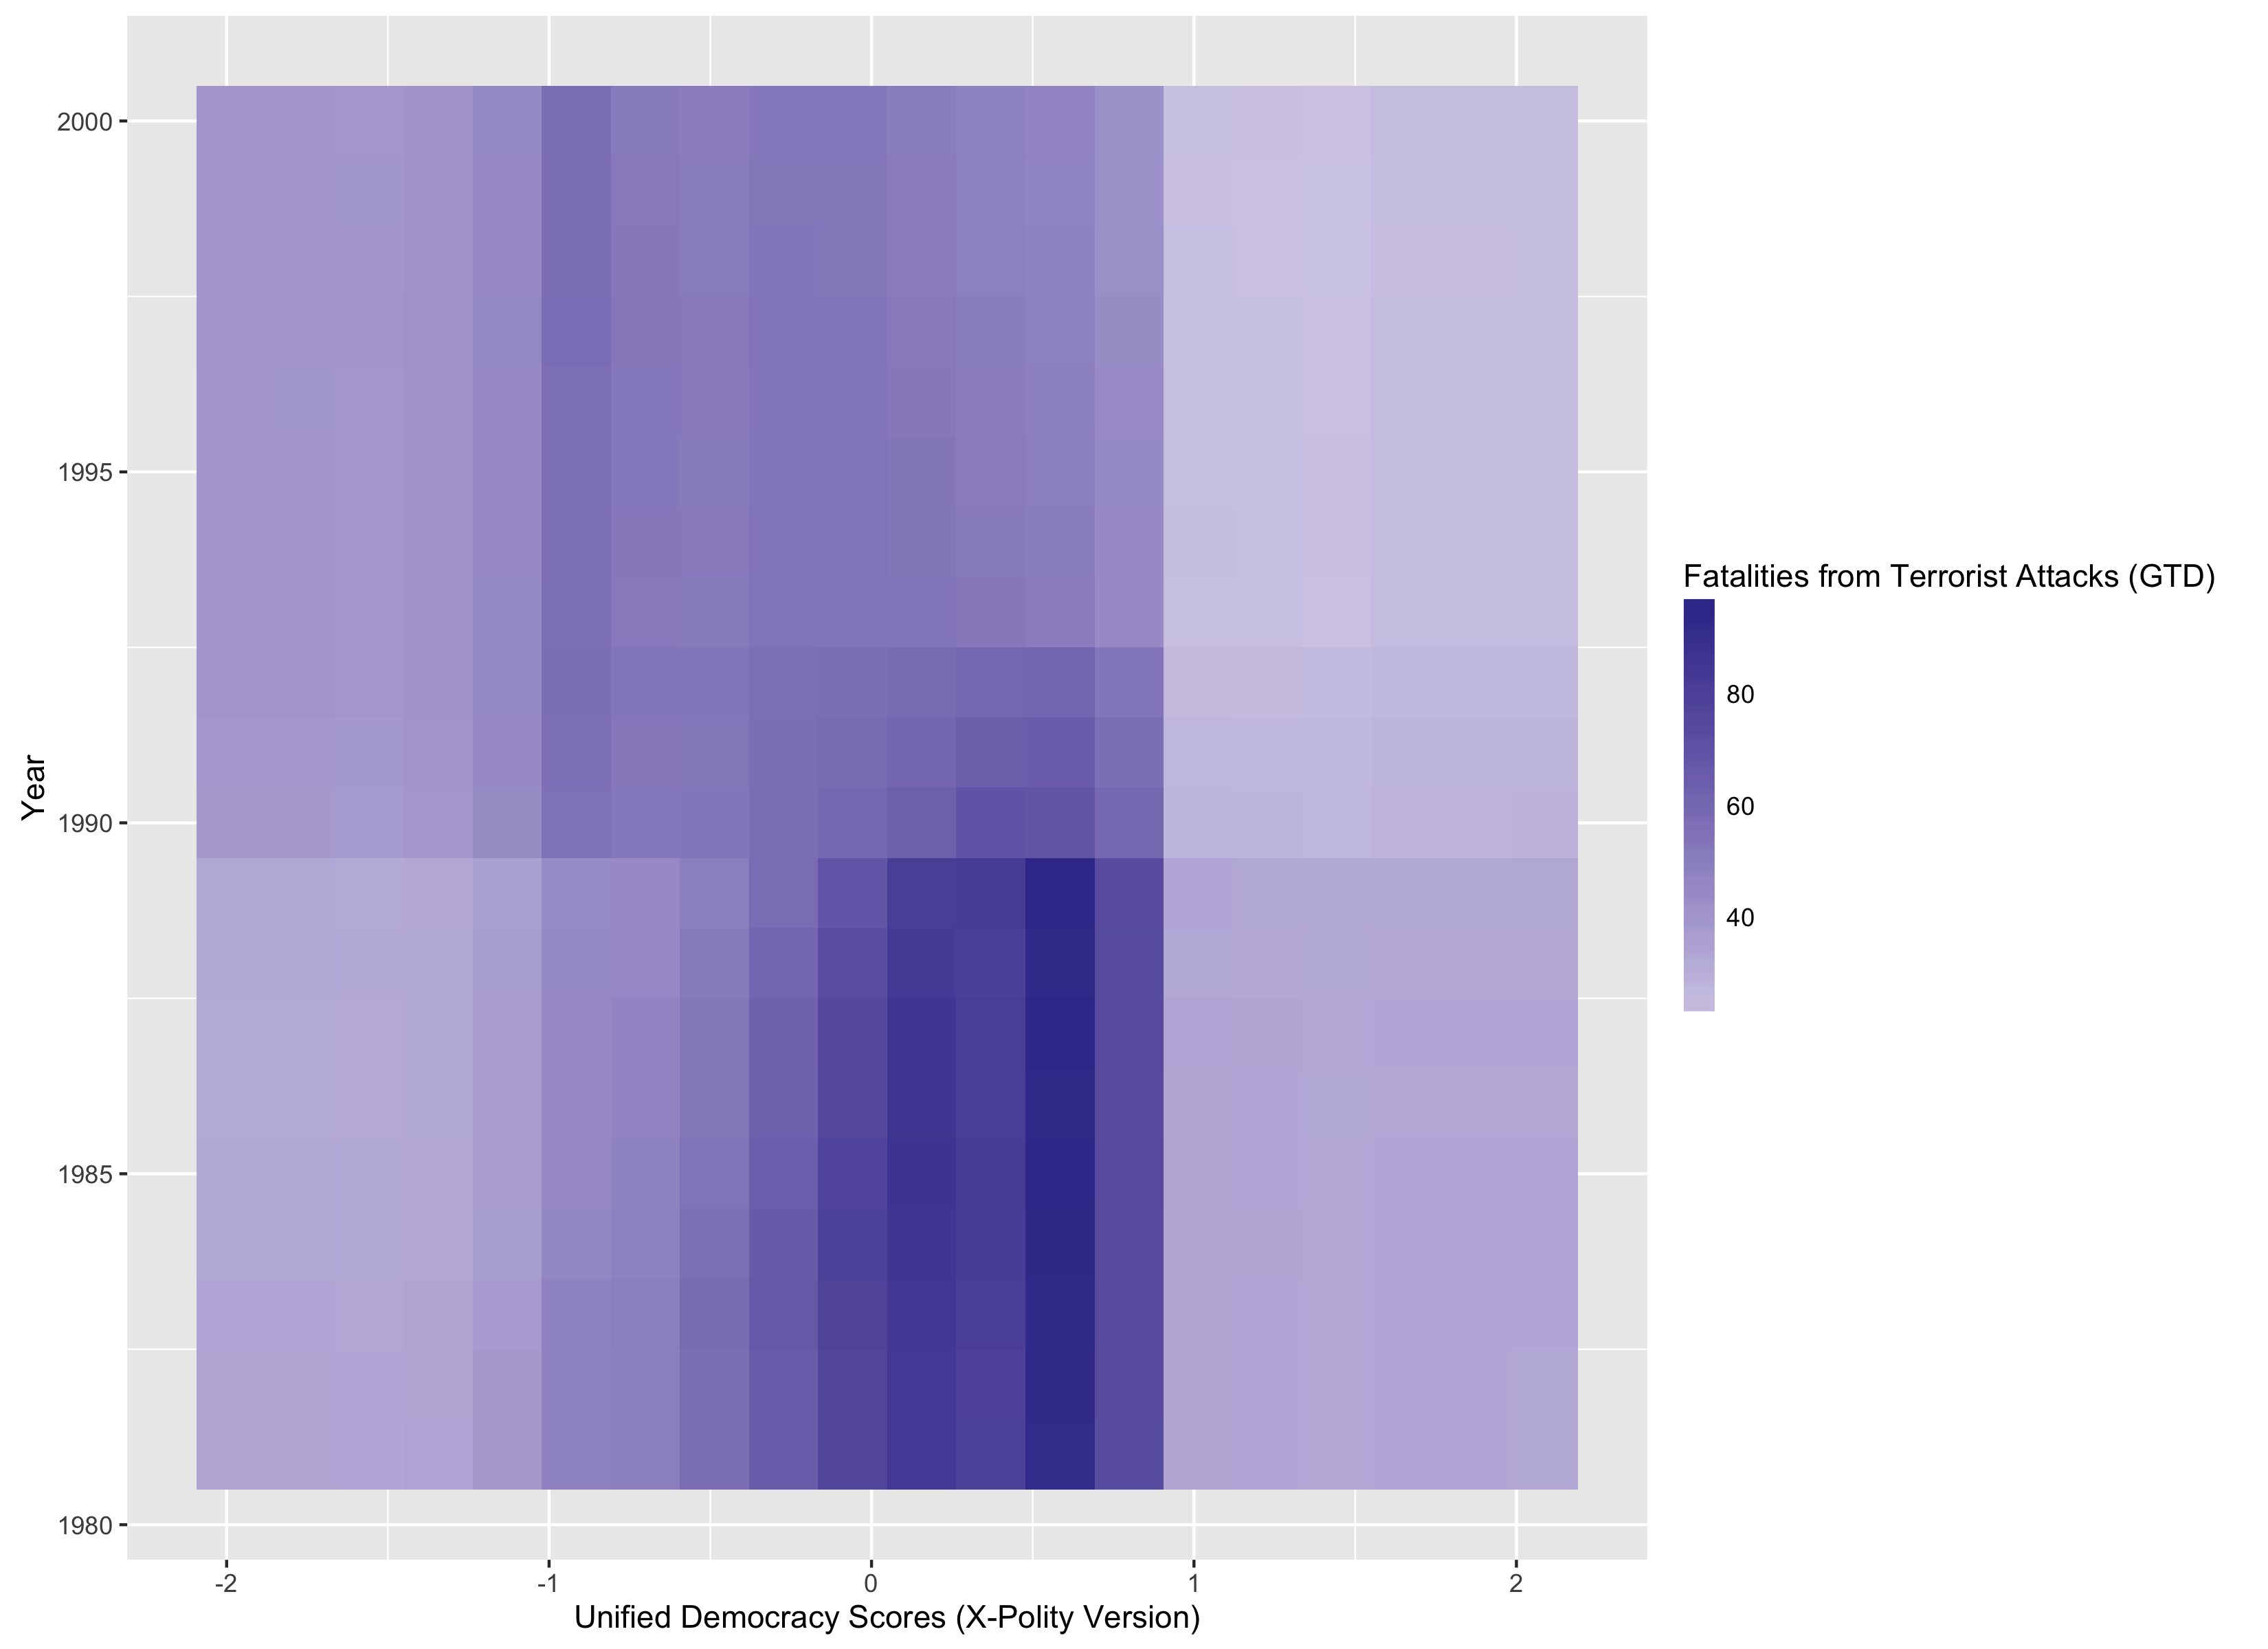 2000
1995
1990
1985
1980
Year
-2 -1 0 1 2
Unified Democracy Scores (X-Polity Version)
Fatalities from Terrorist Attacks (GTD)
80
60
40